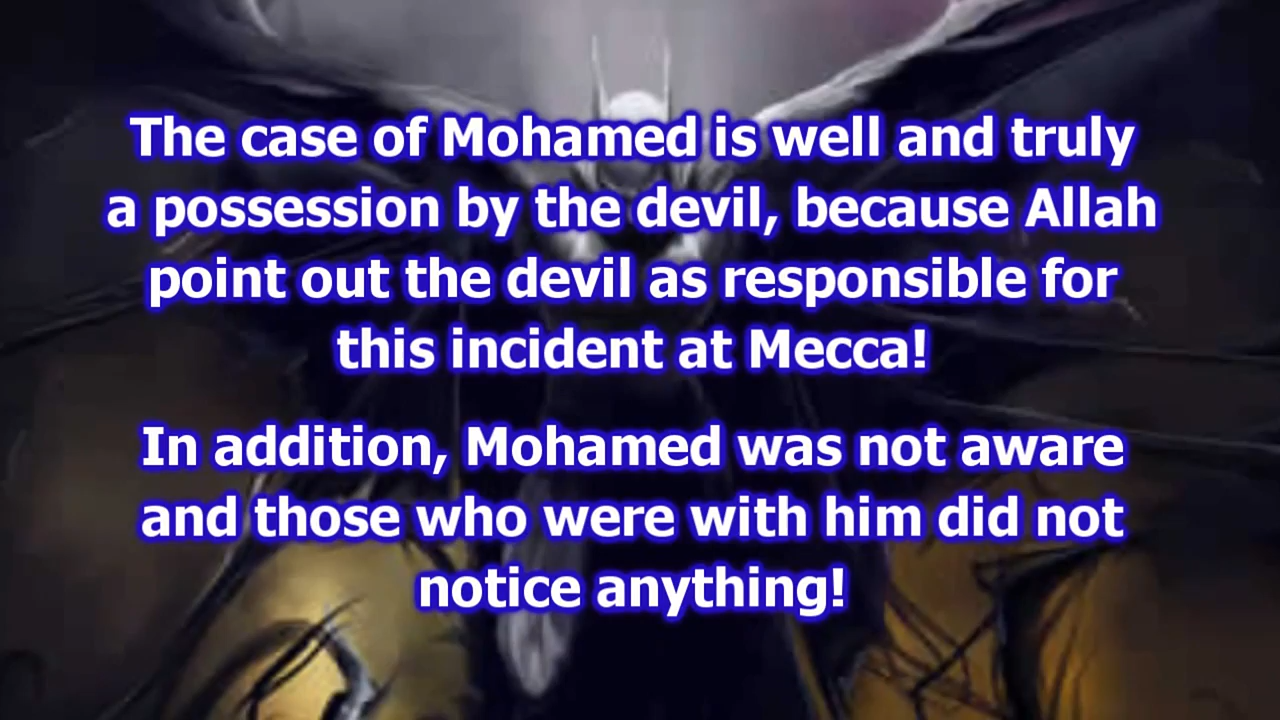 The case of Mohamed is well and truly
a possession by the devil, because Allah
point out the devil as responsible for
this incident at Mecca!
In addition, Mohamed was not aware
and those who were with him did not
notice anything!